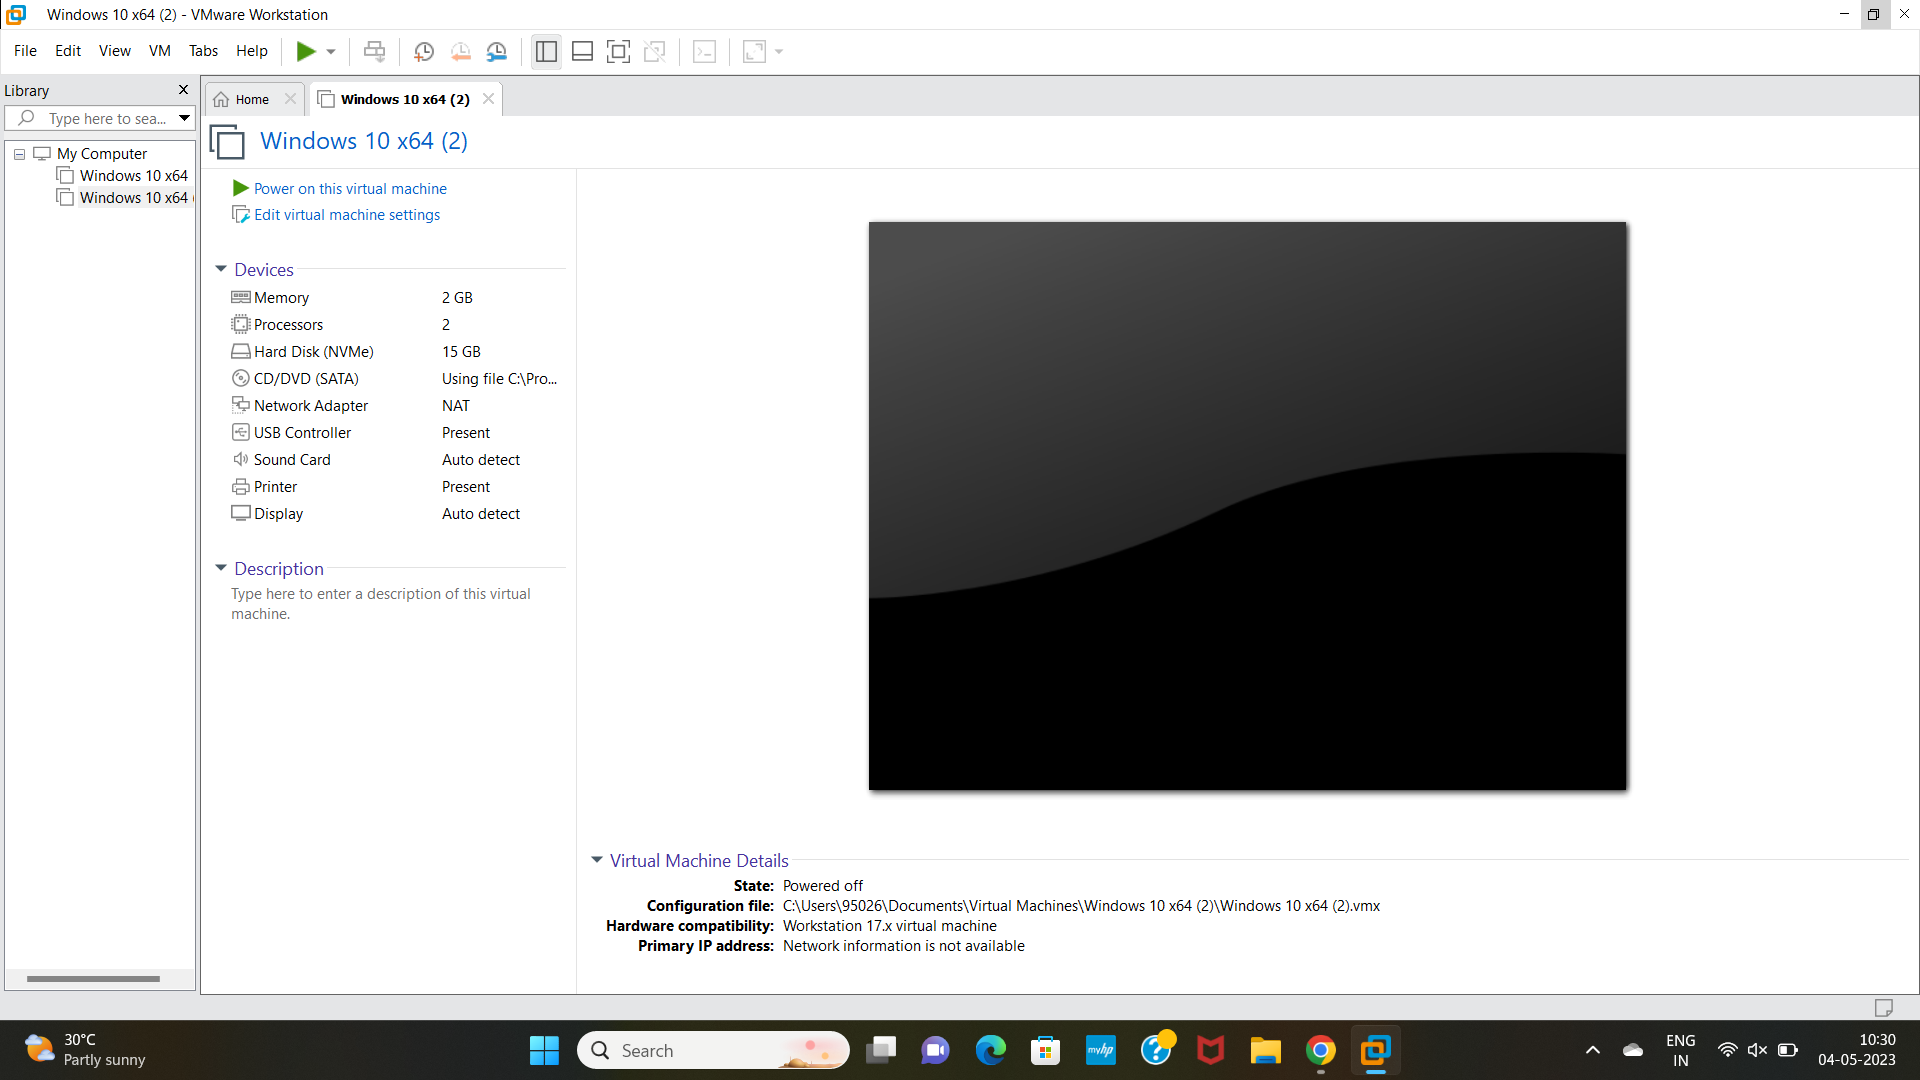 Windows 10 x64 (2) - VMware Workstation
File Edit View VM Tabs Help
Library
Type here to sea...
My Computer
Windows 10 x64
Windows 10 x64 (
Home
Windows 10 x64 (2)
Windows 10 x64 (2)
Power on this virtual machine
Edit virtual machine settings
Devices
Memory 2 GB
Processors 2
Hard Disk (NVMe) 15 GB
CD/DVD (SATA) Using file C:\Pro...
Network Adapter NAT
USB Controller Present
Sound Card Auto detect
Printer Present
Display Auto detect
Description
Type here to enter a description of this virtual
machine.
Virtual Machine Details
State: Powered off
Configuration file: C:\Users\95026\Documents\Virtual Machines\Windows 10 x64 (2)\Windows 10 x64 (2).vmx
Hardware compatibility: Workstation 17.x virtual machine
Primary IP address: Network information is not available
30°C
Partly sunny
Search
myhp
ENG
IN
10:30
04-05-2023